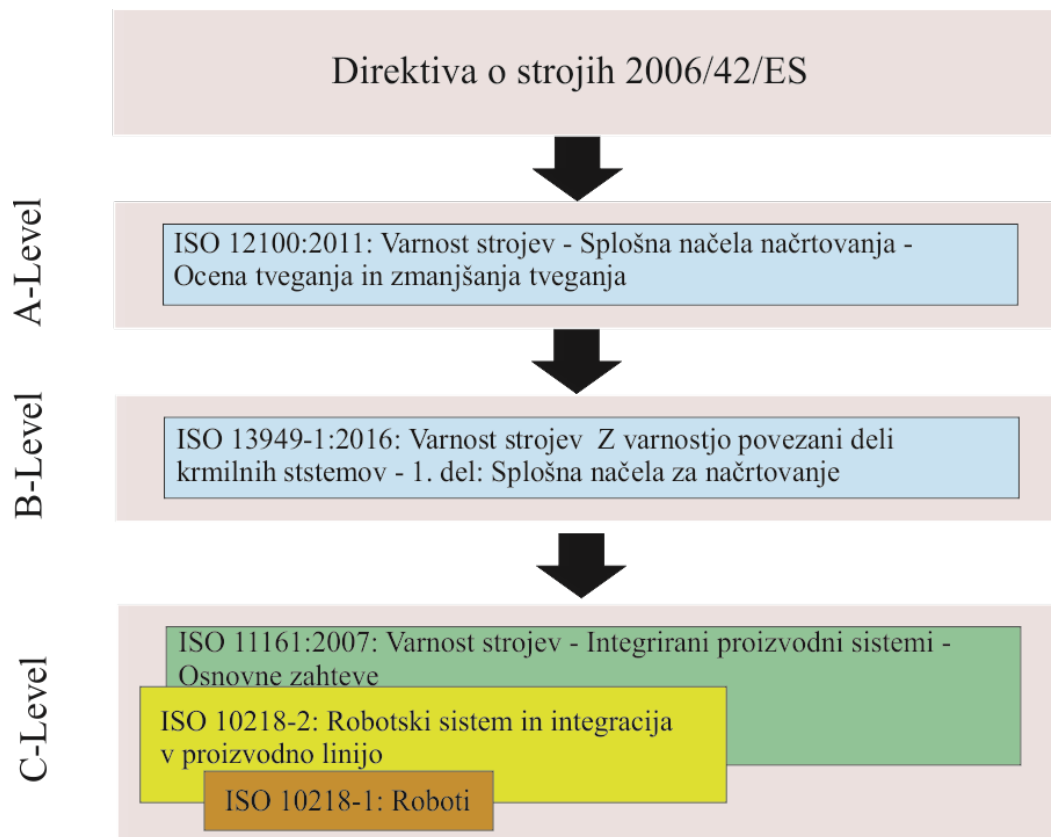 Direktiva o strojih 2006/42/ES
A-Level
ISO 12100:2011: Varnost strojev - Splošna načela načrtovanja -
Ocena tveganja in zmanjšanja tveganja
B-Level
ISO 13949-1:2016: Varnost strojev Z varnostjo povezani deli
krmilnih ststemov - 1. del: Splošna načela za načrtovanje
C-Level
ISO 11161:2007: Varnost strojev - Integrirani proizvodni sistemi -
Osnovne zahteve
ISO 10218-2: Robotski sistem in integracija
v proizvodno linijo
ISO 10218-1: Roboti